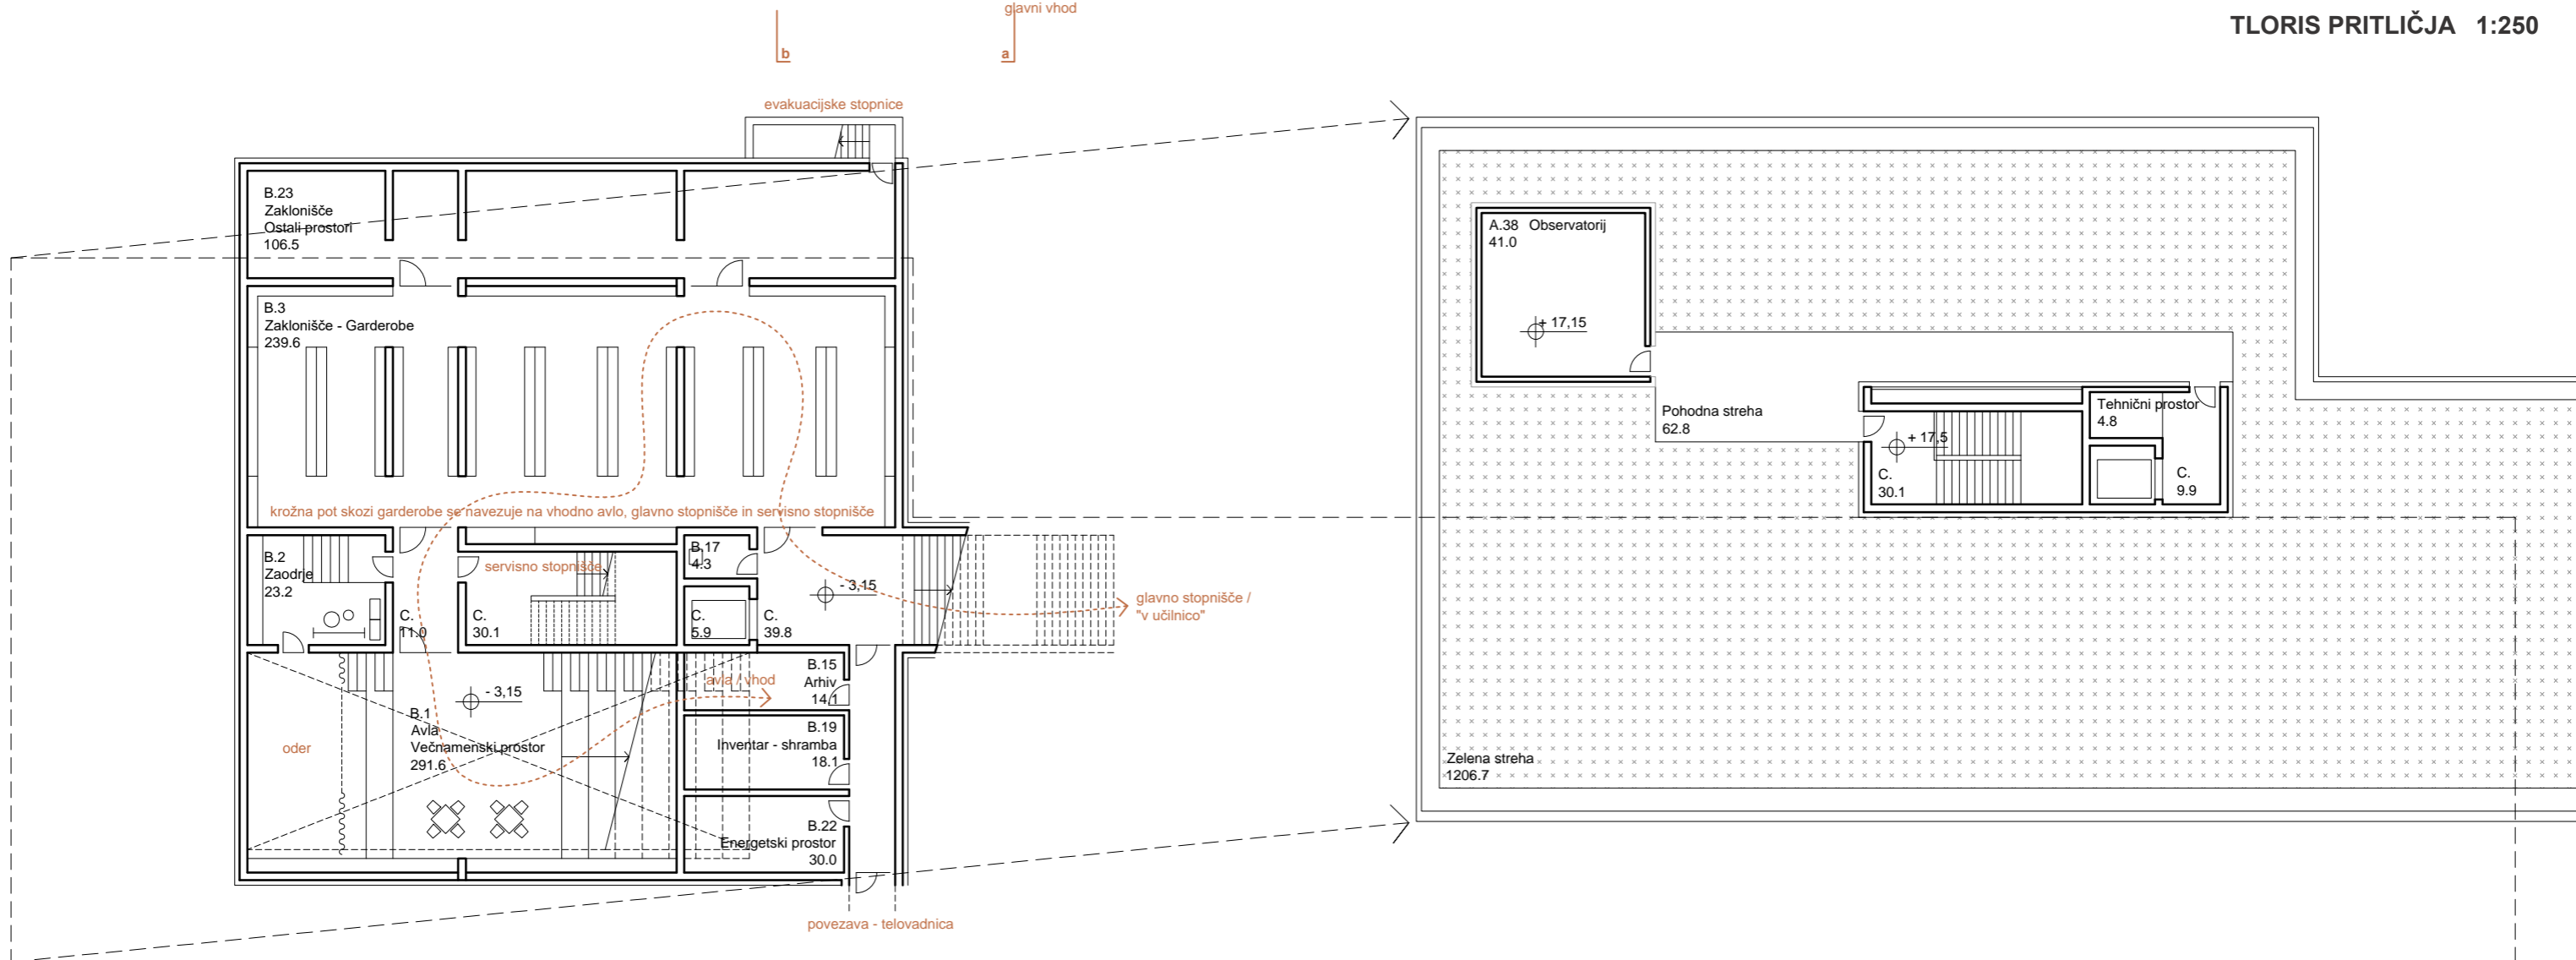 glavni vhod
TLORIS PRITLIČJA 1:250
b
a
evakuacijske stopnice
B.23
Zaklonišče
Ostali prostori
106.5
B.3
Zaklonišče - Garderobe
239.6
krožna pot skozi garderobe se navezuje na vhodno avlo, glavno stopnišče in servisno stopnišče
B.2
Zaodrje
23.2
C.
11.0
servisno stopnišče
C.
30.1
B.17
4.3
C.
5.9
C.
39.8
- 3,15
glavno stopnišče /
"v učilnico"
B.15
Arhiv
14.1
avla / vhod
- 3,15
B.1
Avla
Večnamenski prostor
291.6
oder
B.19
Inventar - shramba
18.1
B.22
Energetski prostor
30.0
povezava - telovadnica
A.38 Observatorij
41.0
+ 17,15
Pohodna streha
62.8
+ 17,5
C.
30.1
Tehnični prostor
4.8
C.
9.9
Zelena streha
1206.7